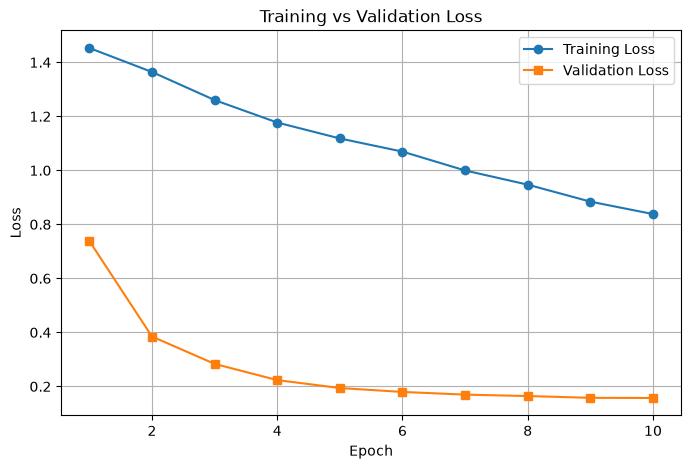 Training vs Validation Loss
Training Loss
Validation Loss
Loss
1.4
1.2
1.0
0.8
0.6
0.4
0.2
2 4 6 8 10
Epoch